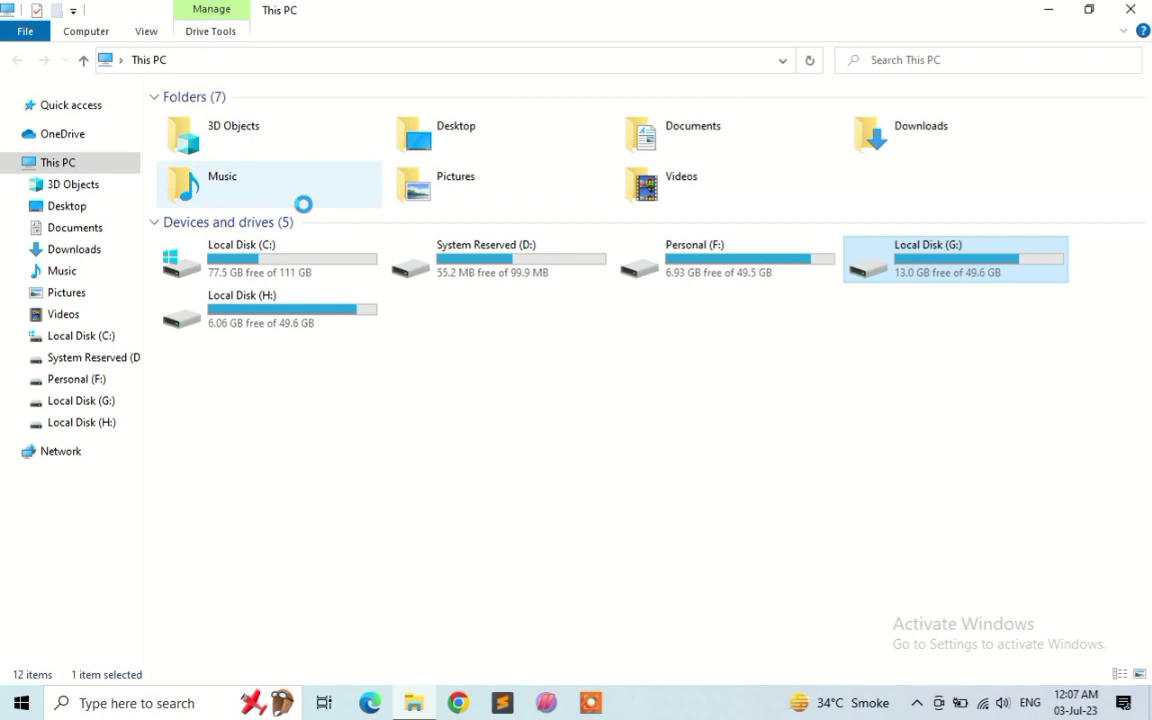 Manage
This PC
File
Computer
View
Drive Tools
This PC
Search This PC
Quick access
OneDrive
This PC
3D Objects
Desktop
Documents
Downloads
Music
Pictures
Videos
Local Disk (C:)
System Reserved (D
Personal (F:)
Local Disk (G:)
Local Disk (H:)
Network
Folders (7)
3D Objects
Desktop
Documents
Downloads
Music
Pictures
Videos
Devices and drives (5)
Local Disk (C:)
77.5 GB free of 111 GB
System Reserved (D:)
55.2 MB free of 99.9 MB
Personal (F:)
6.93 GB free of 49.5 GB
Local Disk (G:)
13.0 GB free of 49.6 GB
Local Disk (H:)
6.06 GB free of 49.6 GB
Activate Windows
Go to Settings to activate Windows.
12 items 1 item selected
Type here to search
34°C Smoke
ENG
12:07 AM
03-Jul-23